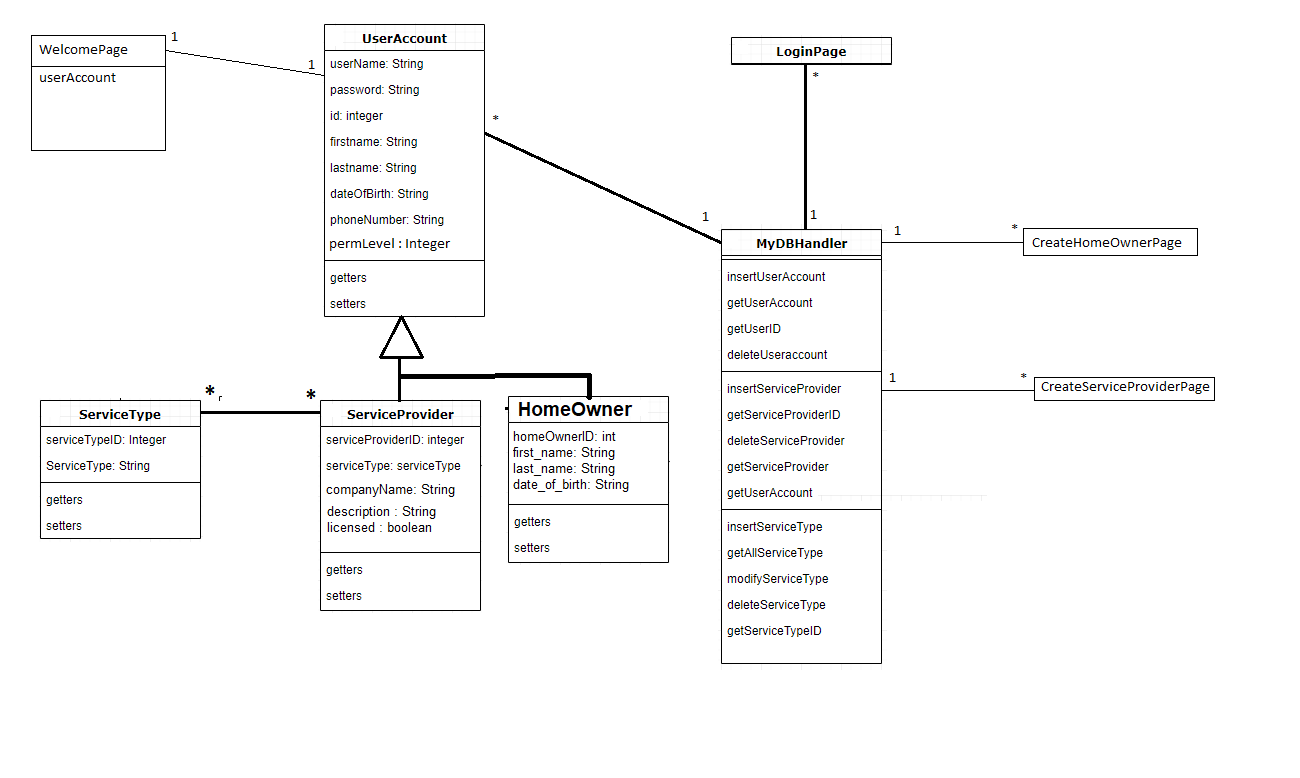 WelcomePage
userAccount
1
1
UserAccount
userName: String
password: String
id: integer
firstname: String
lastname: String
dateOfBirth: String
phoneNumber: String
permLevel : Integer
getters
setters
*
1
LoginPage
*
1
MyDBHandler
insertUserAccount
getUserAccount
getUserID
deleteUseraccount
insertServiceProvider
getServiceProviderID
deleteServiceProvider
getServiceProvider
getUserAccount
insertServiceType
getAllServiceType
modifyServiceType
deleteServiceType
getServiceTypeID
1
*
CreateHomeOwnerPage
1
*
CreateServiceProviderPage
ServiceType
serviceTypeID: Integer
ServiceType: String
getters
setters
*
*
ServiceProvider
serviceProviderID: integer
serviceType: serviceType
companyName: String
description : String
licensed : boolean
getters
setters
HomeOwner
homeOwnerID: int
first_name: String
last_name: String
date_of_birth: String
getters
setters